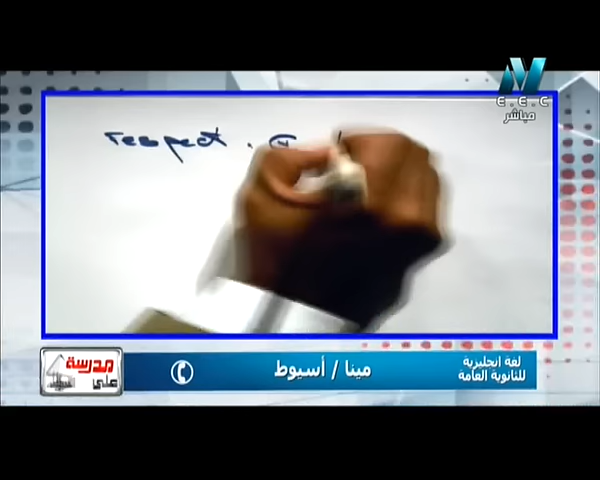 E.E.C
مباشر
respect.
مدرسة
على
مينا / أسيوط
لغة انجليزية
للثانوية العامة